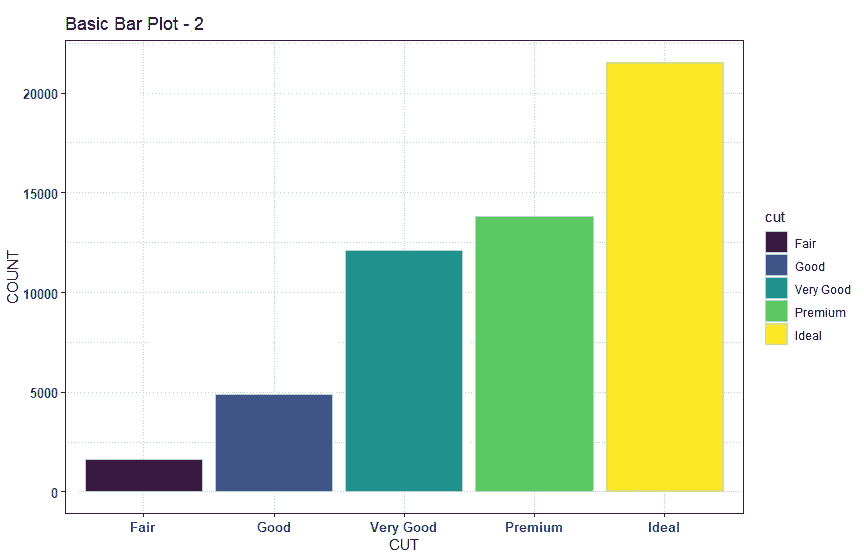 Basic Bar Plot - 2
COUNT
20000
15000
10000
5000
0
Fair
Good
Very Good
Premium
Ideal
CUT
cut
Fair
Good
Very Good
Premium
Ideal